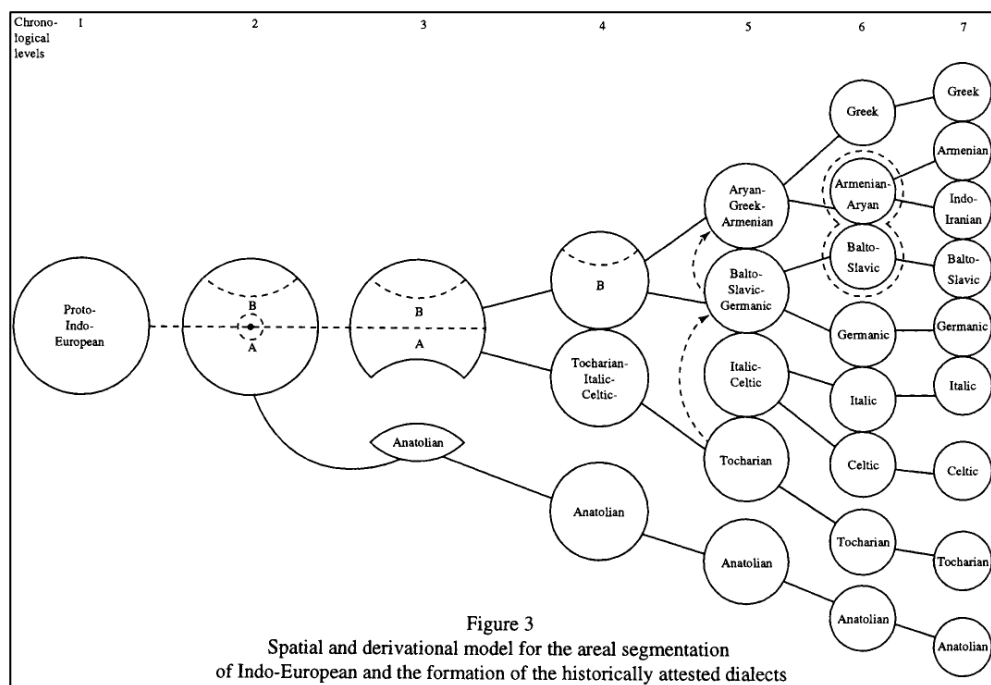 Chrono-
logical
levels
1 2 3 4 5 6 7
Proto-
Indo-
European
B
A
B
A
Anatolian
B
Tocharian-
Italic-
Celtic-
Anatolian
Aryan-
Greek-
Armenian
Balto-
Slavic-
Germanic
Italic-
Celtic
Tocharian
Anatolian
Greek
Armenian-
Aryan
Balto-
Slavic
Germanic
Italic
Celtic
Tocharian
Anatolian
Greek
Armenian
Indo-
Iranian
Balto-
Slavic
Germanic
Italic
Celtic
Tocharian
Anatolian
Figure 3
Spatial and derivational model for the areal segmentation
of Indo-European and the formation of the historically attested dialects